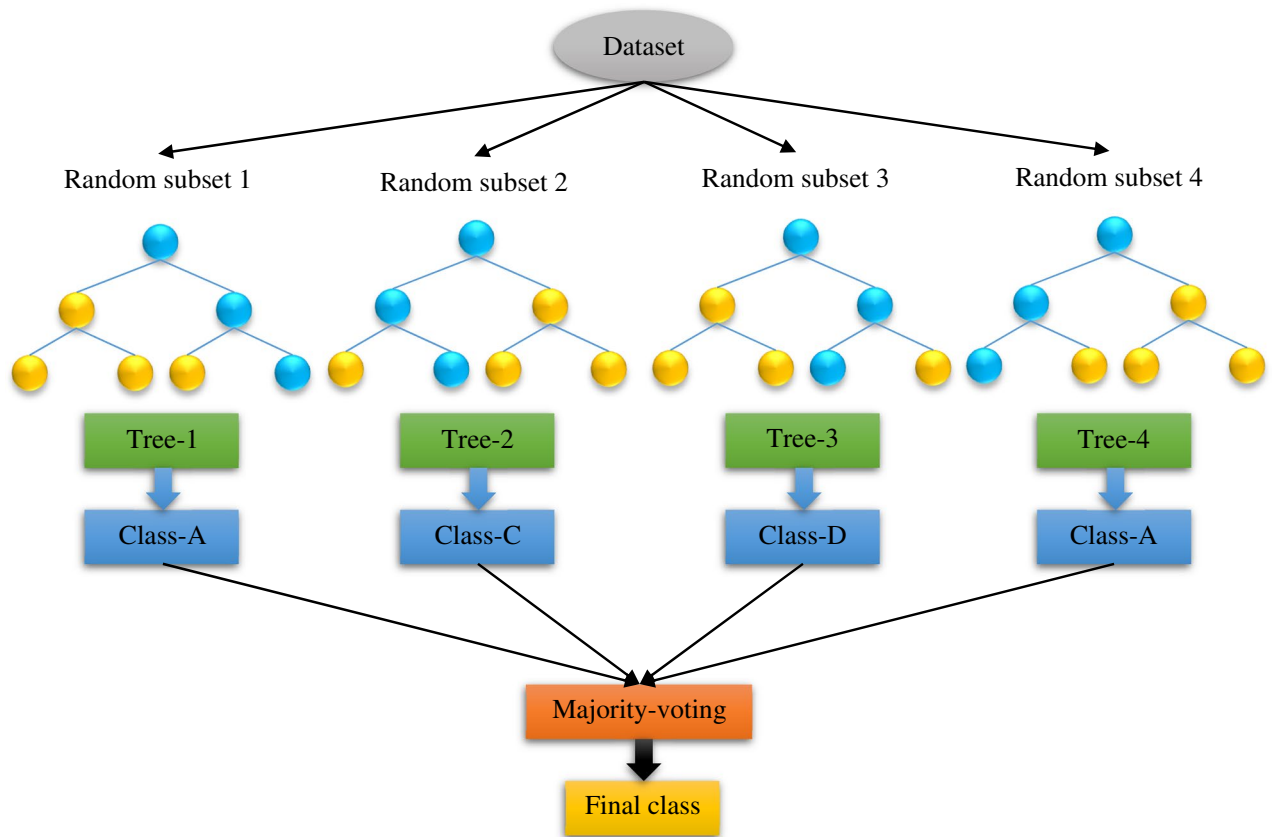 Dataset
Random subset 1
Random subset 2
Random subset 3
Random subset 4
Tree-1
Tree-2
Tree-3
Tree-4
Class-A
Class-C
Class-D
Class-A
Majority-voting
Final class